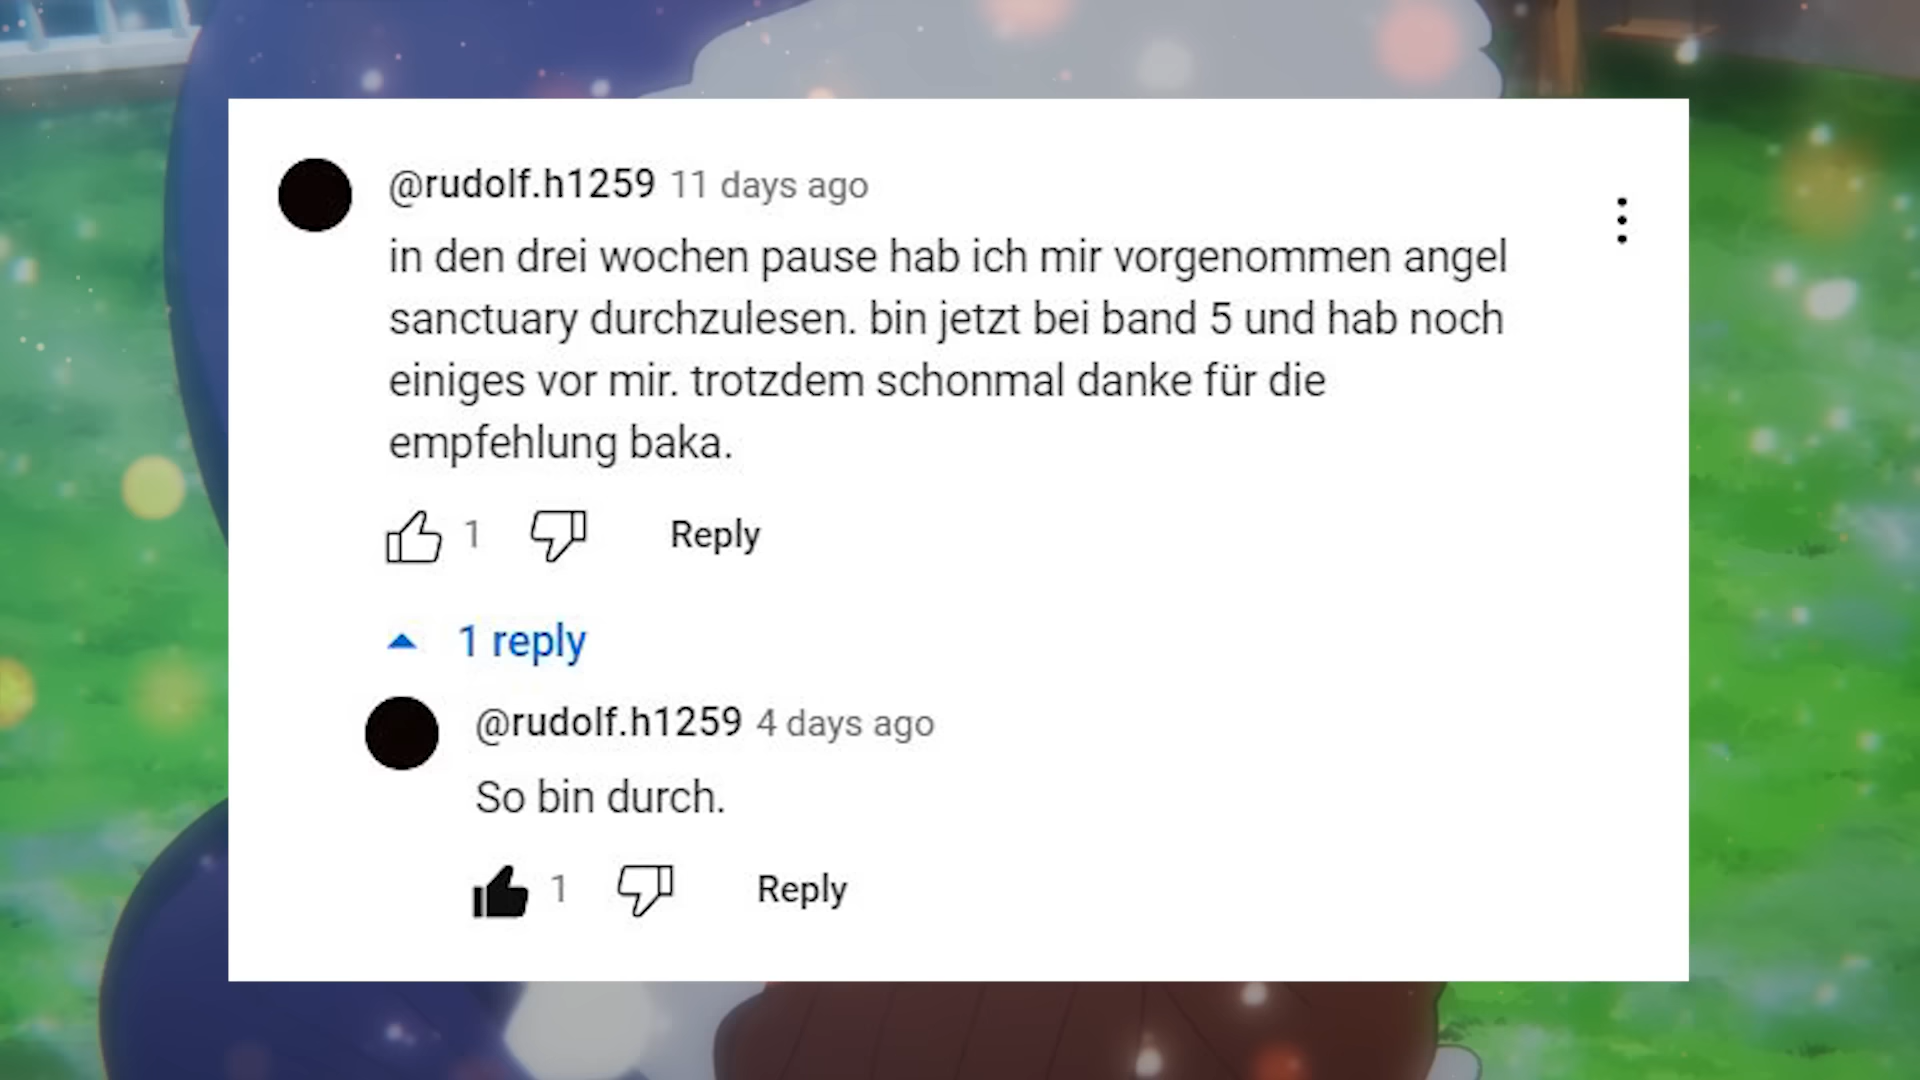 @rudolf.h1259 11 days ago
in den drei wochen pause hab ich mir vorgenommen angel
sanctuary durchzulesen. bin jetzt bei band 5 und hab noch
einiges vor mir. trotzdem schonmal danke für die
empfehlung baka.
1 Reply
1 reply
@rudolf.h1259 4 days ago
So bin durch.
1 Reply